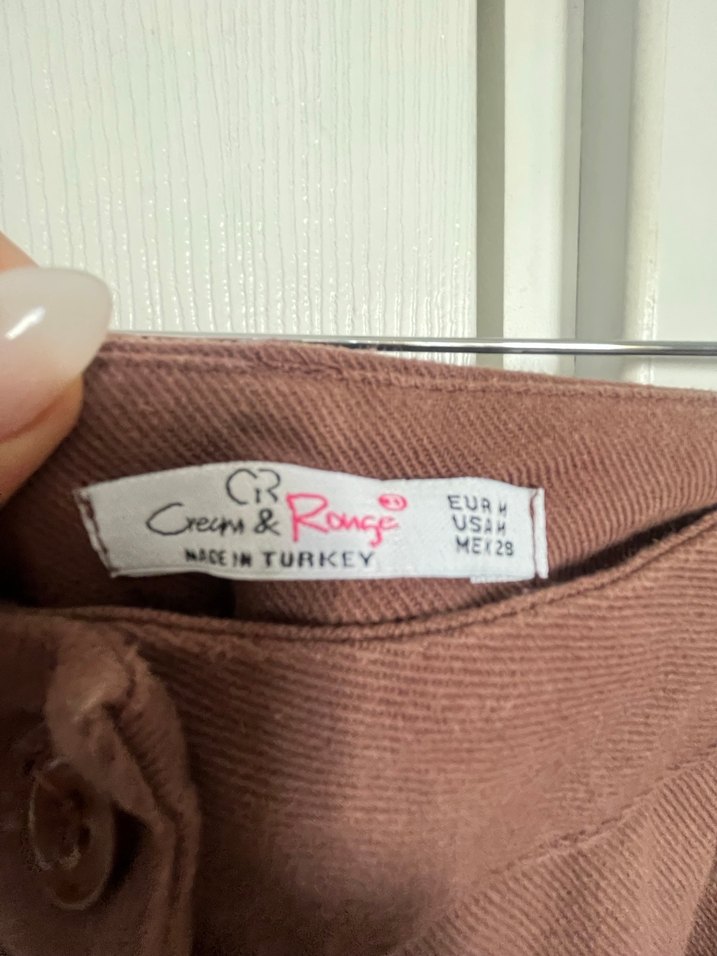 CR
Cream & Rouge
MADE IN TURKEY
EUR M
USA M
MEX 28